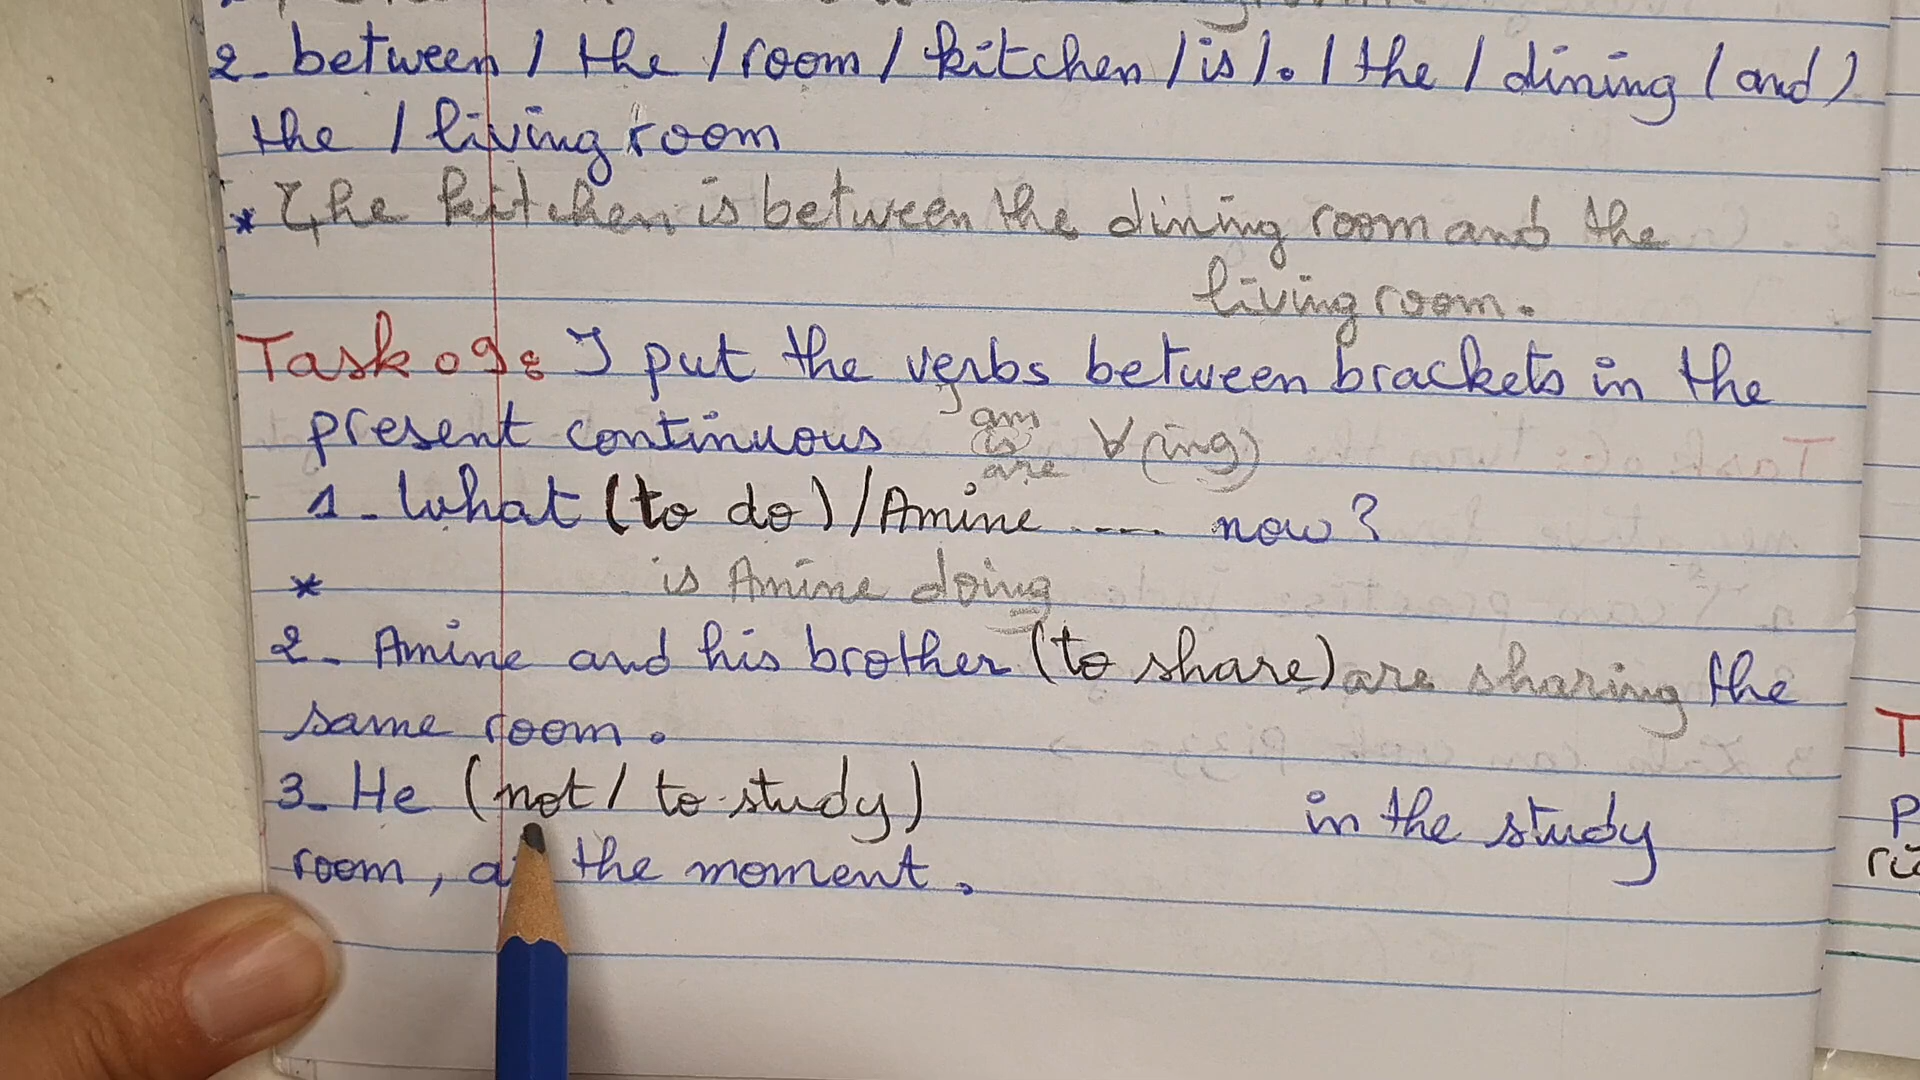 2- between / the / room / kitchen / is / . / the / dining / and /
the / living room
* The kitchen is between the dining room and the
living room.
Task 09: I put the verbs between brackets in the
am
present continuous is V (ing)
are
1- What (to do) / Amine .... now?
* is Amine doing
2- Amine and his brother (to share) are sharing the
same room.
3- He (not / to study) in the study
room, at the moment.
T